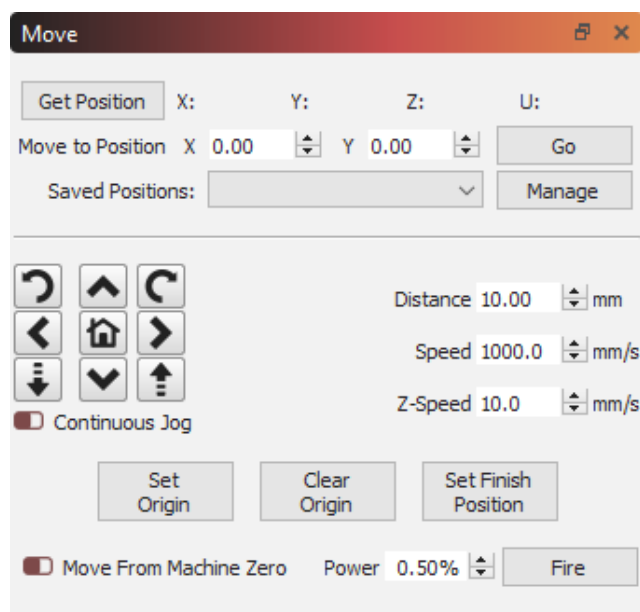 Move
Get Position X: Y: Z: U:
Move to Position X 0.00 Y 0.00 Go
Saved Positions: Manage
Distance 10.00 mm
Speed 1000.0 mm/s
Z-Speed 10.0 mm/s
Continuous Jog
Set Origin Clear Origin Set Finish Position
Move From Machine Zero Power 0.50% Fire